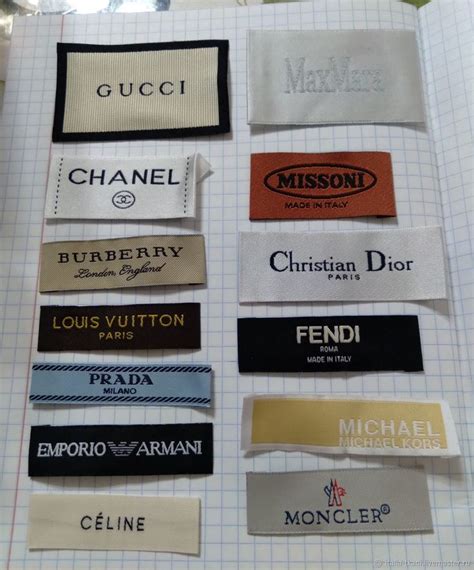 GUCCI
CHANEL
BURBERRY
London, England
LOUIS VUITTON
PARIS
PRADA
MILANO
EMPORIO ARMANI
CÉLINE
MaxMara
MISSONI
MADE IN ITALY
Christian Dior
PARIS
FENDI
ROMA
MADE IN ITALY
MICHAEL
MICHAEL KORS
MONCLER®